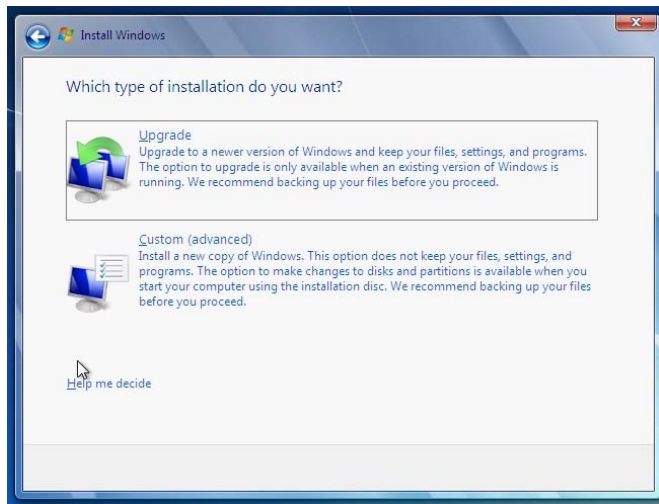 Install Windows
Which type of installation do you want?
Upgrade
Upgrade to a newer version of Windows and keep your files, settings, and programs.
The option to upgrade is only available when an existing version of Windows is
running. We recommend backing up your files before you proceed.
Custom (advanced)
Install a new copy of Windows. This option does not keep your files, settings, and
programs. The option to make changes to disks and partitions is available when you
start your computer using the installation disc. We recommend backing up your files
before you proceed.
Help me decide